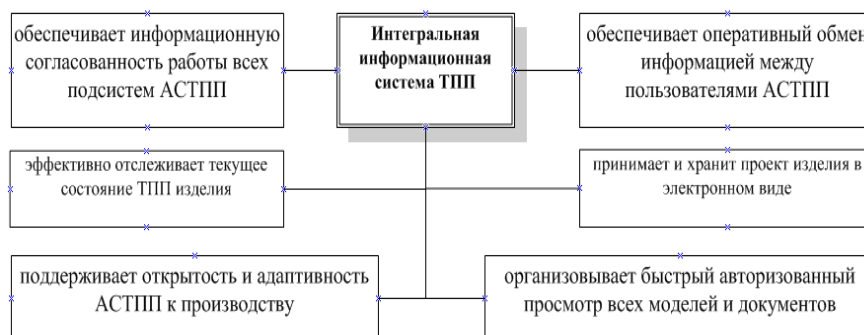 обеспечивает информационную
согласованность работы всех
подсистем АСТПП
Интегральная
информационная
система ТПП
обеспечивает оперативный обмен
информацией между
пользователями АСТПП
эффективно отслеживает текущее
состояние ТПП изделия
принимает и хранит проект изделия в
электронном виде
поддерживает открытость и адаптивность
АСТПП к производству
организовывает быстрый авторизованный
просмотр всех моделей и документов